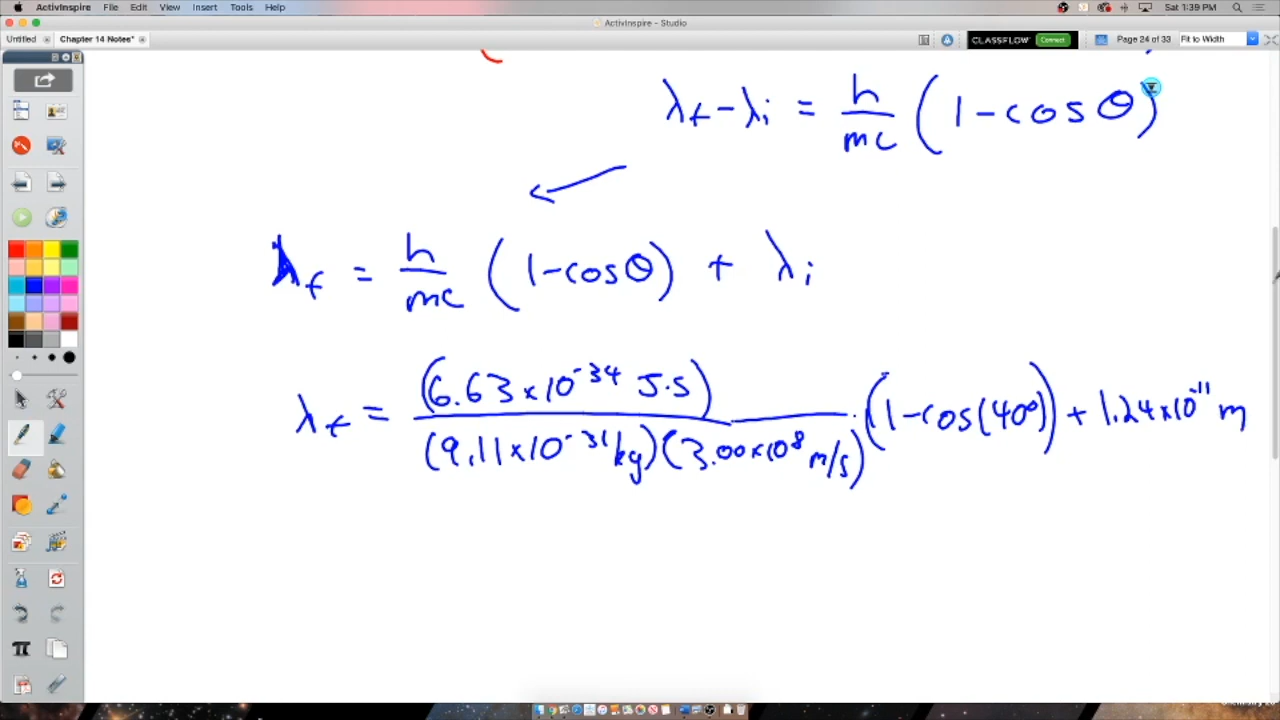 ActivInspire File Edit View Insert Tools Help Sat 1:39 PM
ActivInspire - Studio
Untitled Chapter 14 Notes* CLASSFLOW Connect Page 24 of 33 Fit to Width
λf - λi = h/mc (1 - cos θ)
λf = h/mc (1 - cos θ) + λi
λf = (6.63 × 10⁻³⁴ J·s) / (9.11 × 10⁻³¹ kg)(3.00 × 10⁸ m/s) · (1 - cos(40°)) + 1.24 × 10⁻¹¹ m